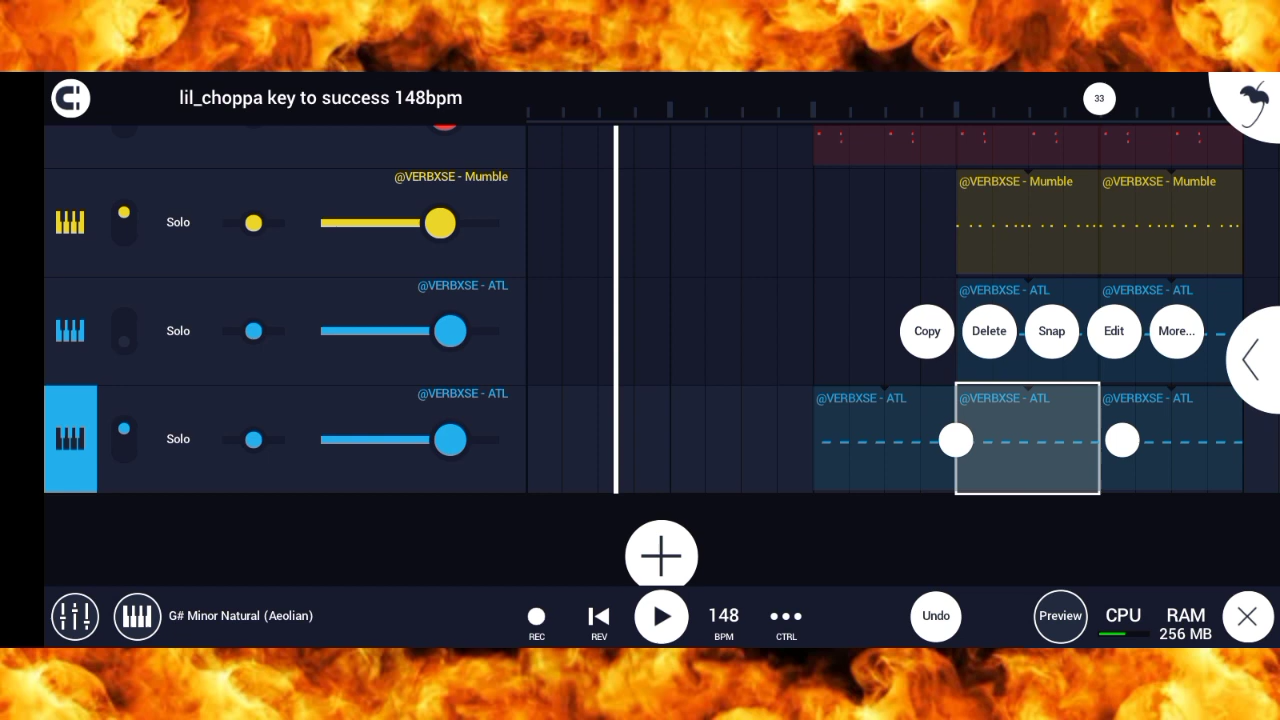 lil_choppa key to success 148bpm
33
@VERBXSE - Mumble
@VERBXSE - Mumble
@VERBXSE - Mumble
Solo
@VERBXSE - ATL
@VERBXSE - ATL
@VERBXSE - ATL
Solo
Copy
Delete
Snap
Edit
More...
@VERBXSE - ATL
@VERBXSE - ATL
@VERBXSE - ATL
@VERBXSE - ATL
Solo
G# Minor Natural (Aeolian)
REC
REV
148
BPM
CTRL
Undo
Preview
CPU
RAM
256 MB